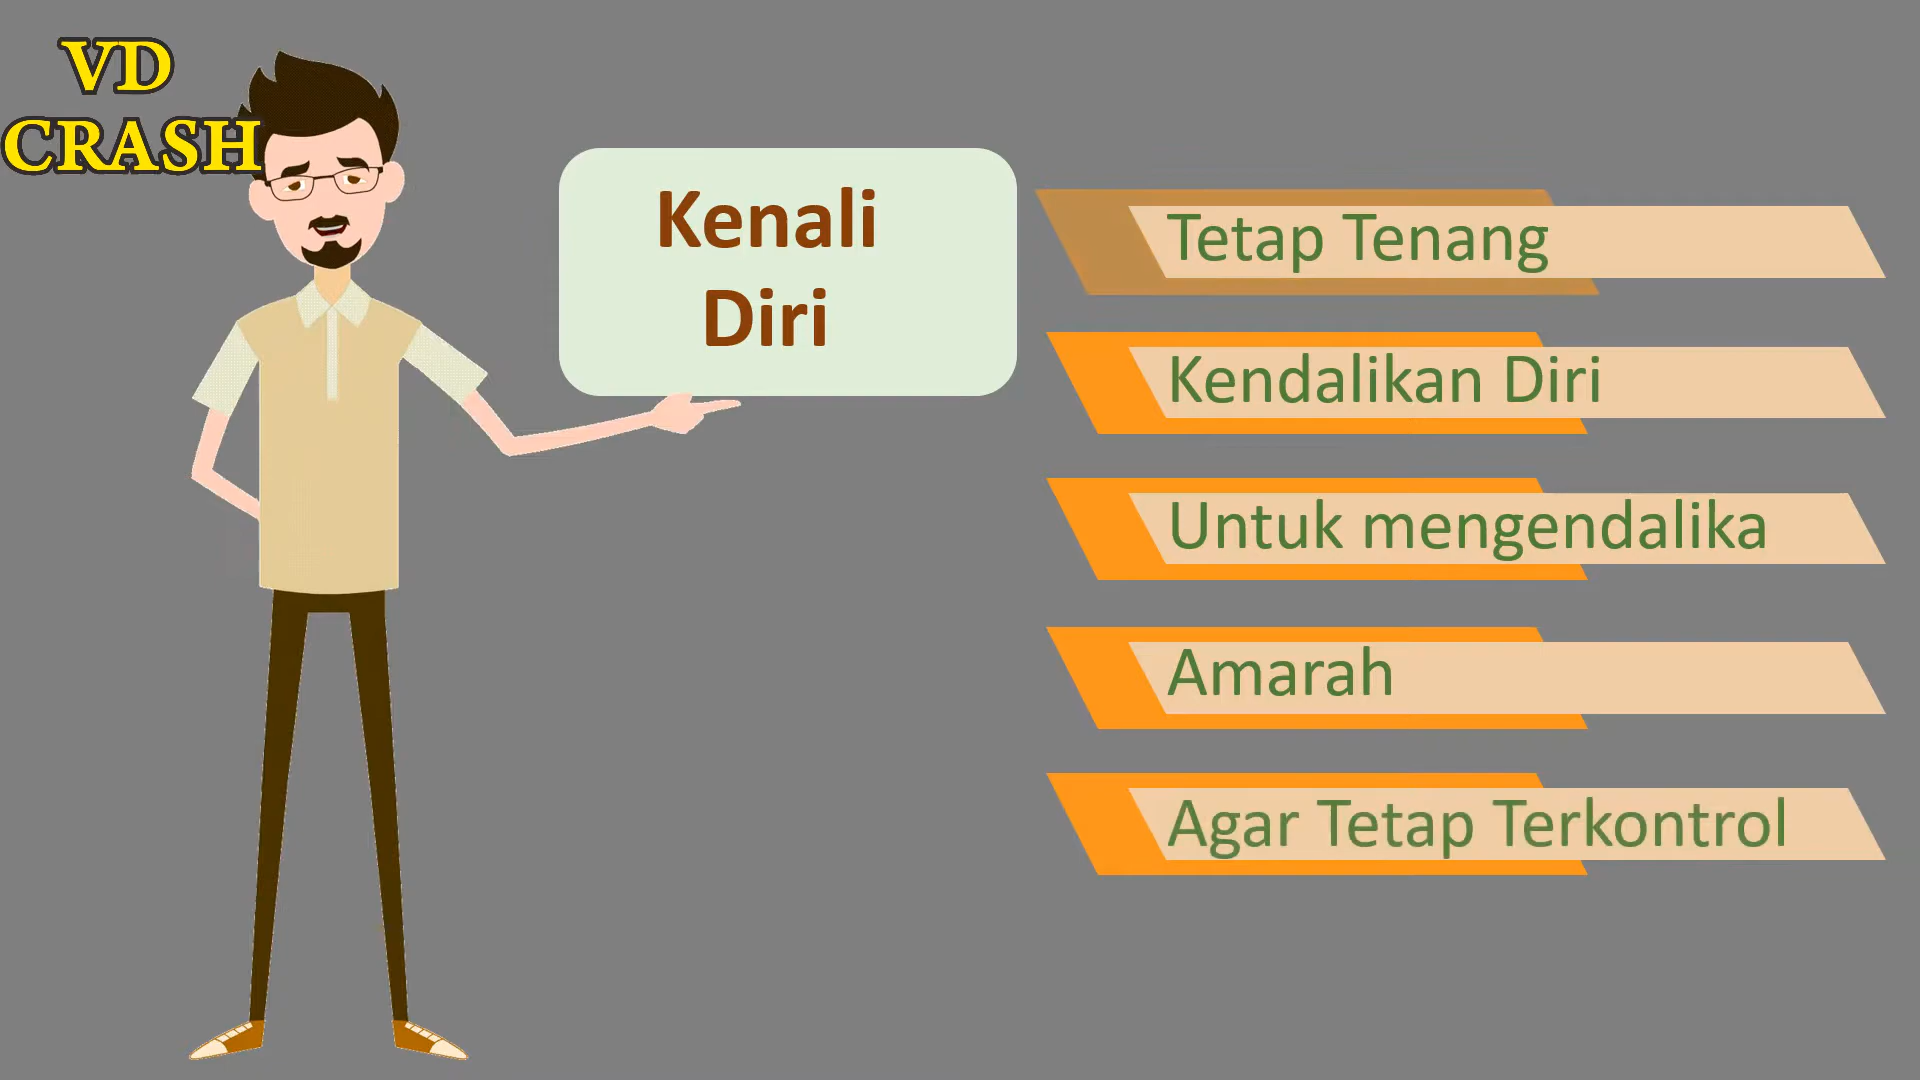 VD
CRASH
Kenali
Diri
Tetap Tenang
Kendalikan Diri
Untuk mengendalika
Amarah
Agar Tetap Terkontrol